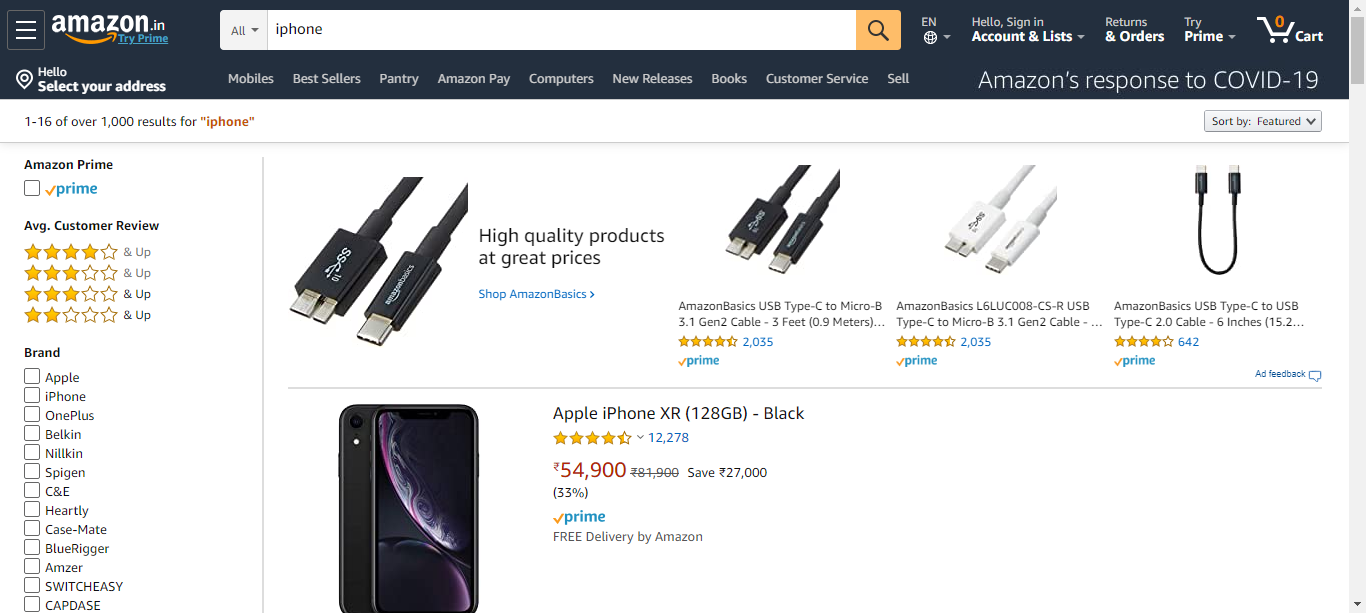 amazon.in
Try Prime
All
iphone
EN
Hello, Sign in
Account & Lists
Returns
& Orders
Try
Prime
0
Cart
Hello
Select your address
Mobiles
Best Sellers
Pantry
Amazon Pay
Computers
New Releases
Books
Customer Service
Sell
Amazon's response to COVID-19
1-16 of over 1,000 results for "iphone"
Sort by: Featured
Amazon Prime
prime
Avg. Customer Review
& Up
& Up
& Up
& Up
Brand
Apple
iPhone
OnePlus
Belkin
Nillkin
Spigen
C&E
Heartly
Case-Mate
BlueRigger
Amzer
SWITCHEASY
CAPDASE
SS
10
amazonbasics
High quality products
at great prices
Shop AmazonBasics ›
AmazonBasics USB Type-C to Micro-B
3.1 Gen2 Cable - 3 Feet (0.9 Meters)...
2,035
prime
AmazonBasics L6LUC008-CS-R USB
Type-C to Micro-B 3.1 Gen2 Cable - ...
2,035
prime
AmazonBasics USB Type-C to USB
Type-C 2.0 Cable - 6 Inches (15.2...
642
prime
Ad feedback
Apple iPhone XR (128GB) - Black
12,278
₹54,900 ₹81,900 Save ₹27,000
(33%)
prime
FREE Delivery by Amazon